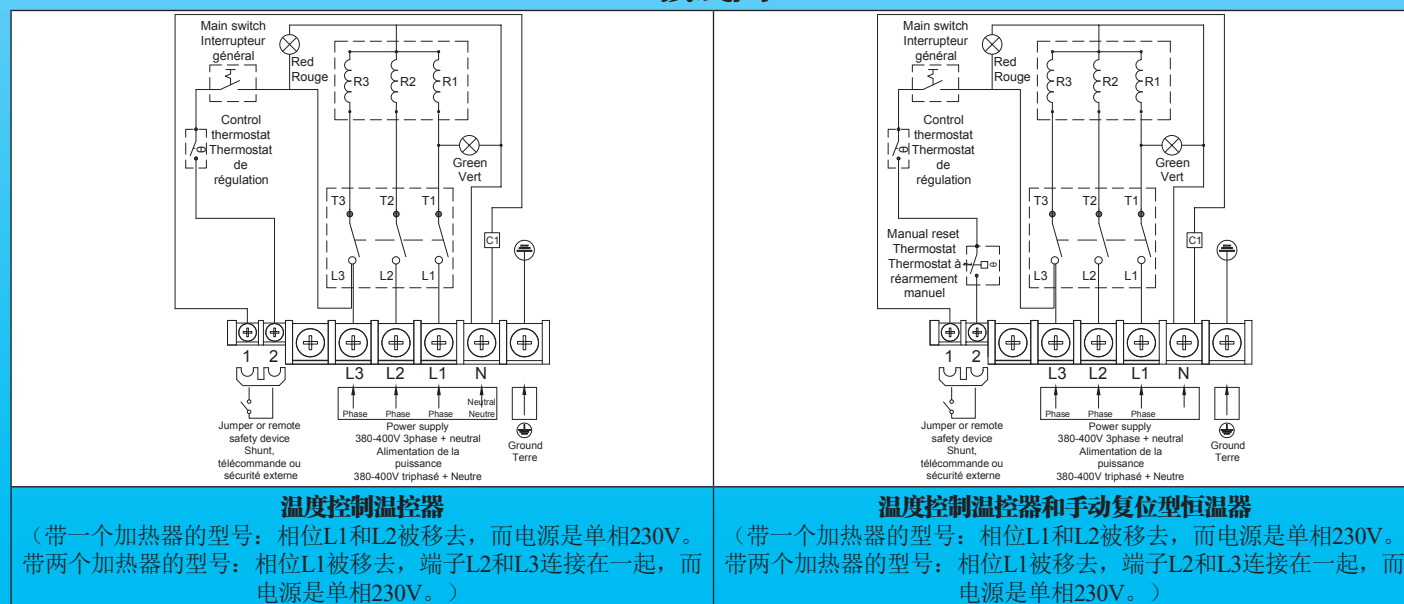 Main switch
Interrupteur
général
Red
Rouge
R3
R2
R1
Control
thermostat
Thermostat
de
régulation
θ
Green
Vert
T3
T2
T1
C1
L3
L2
L1
1
2
L3
L2
L1
N
Phase
Phase
Phase
Neutral
Neutre
Jumper or remote
safety device
Shunt,
télécommande ou
sécurité externe
Power supply
380-400V 3phase + neutral
Alimentation de la
puissance
380-400V triphasé + Neutre
Ground
Terre
温度控制温控器
（带一个加热器的型号：相位L1和L2被移去，而电源是单相230V。
带两个加热器的型号：相位L1被移去，端子L2和L3连接在一起，而
电源是单相230V。）
Main switch
Interrupteur
général
Red
Rouge
R3
R2
R1
Control
thermostat
Thermostat
de
régulation
θ
Green
Vert
T3
T2
T1
Manual reset
Thermostat
Thermostat à
réarmement
manuel
θ
C1
L3
L2
L1
1
2
L3
L2
L1
N
Phase
Phase
Phase
Jumper or remote
safety device
Shunt,
télécommande ou
sécurité externe
Power supply
380-400V 3phase + neutral
Alimentation de la
puissance
380-400V triphasé + Neutre
Ground
Terre
温度控制温控器和手动复位型恒温器
（带一个加热器的型号：相位L1和L2被移去，而电源是单相230V。
带两个加热器的型号：相位L1被移去，端子L2和L3连接在一起，而
电源是单相230V。）